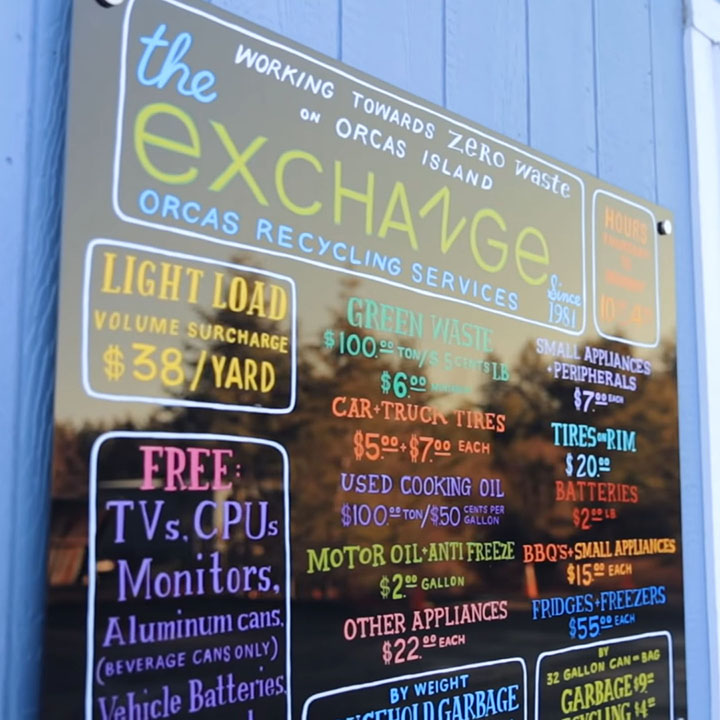 the
WORKING TOWARDS ZERO Waste
ON ORCAS ISLAND
exCHANGe
ORCAS RECYCLING SERVICES
Since
1981
HOURS
LIGHT LOAD
VOLUME SURCHARGE
$38/YARD
FREE:
TVs, CPUs
Monitors,
Aluminum cans,
(BEVERAGE CANS ONLY)
Vehicle Batteries,
GREEN WASTE
$100.00 TON/$.5 CENTS LB
$6.00
CAR+TRUCK TIRES
$5.00+$7.00 EACH
USED COOKING OIL
$100.00 TON/$.50 CENTS PER GALLON
MOTOR OIL+ANTI FREEZE
$2.00 GALLON
OTHER APPLIANCES
$22.00 EACH
SMALL APPLIANCES
+PERIPHERALS
$7.00 EACH
TIRES ON RIM
$20.00
BATTERIES
$2.00 LB
BBQ'S+SMALL APPLIANCES
$15.00 EACH
FRIDGES+FREEZERS
$55.00 EACH
BY WEIGHT
GARBAGE
BY
32 GALLON CAN OR BAG
GARBAGE $9.00